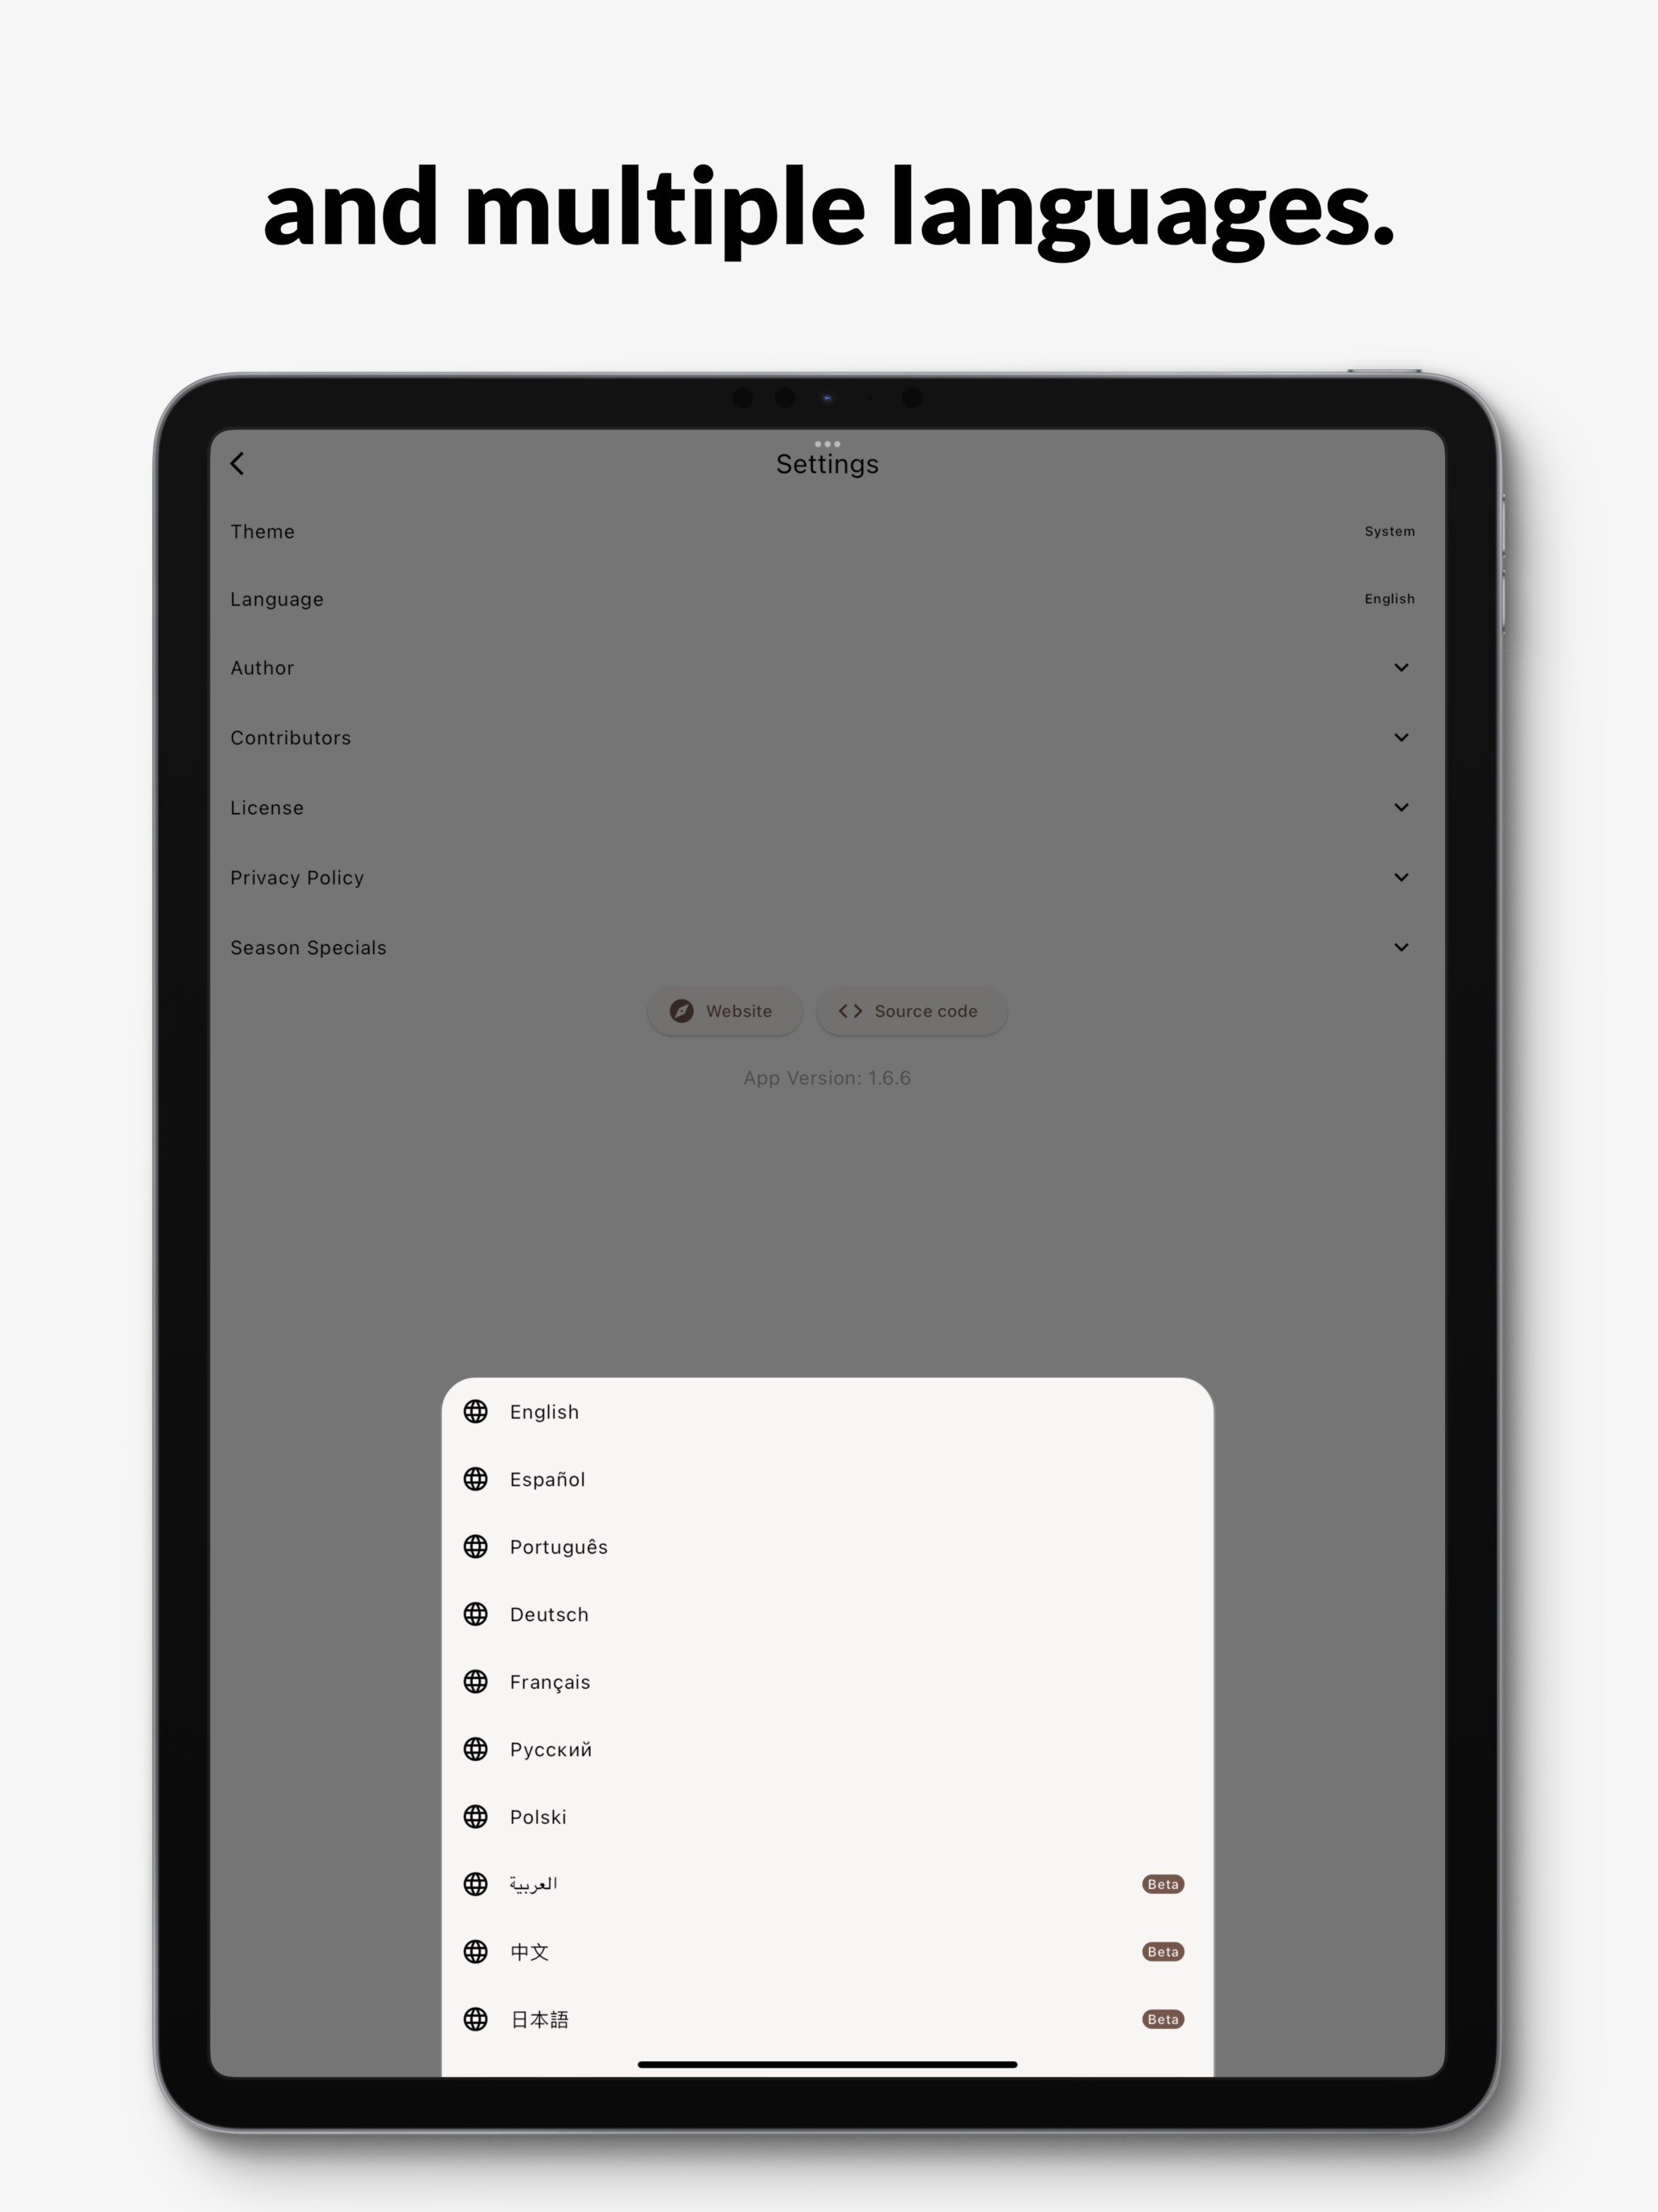 and multiple languages.
Settings
Theme System
Language English
Author
Contributors
License
Privacy Policy
Season Specials
Website Source code
App Version: 1.6.6
English
Español
Português
Deutsch
Français
Русский
Polski
العربية Beta
中文 Beta
日本語 Beta